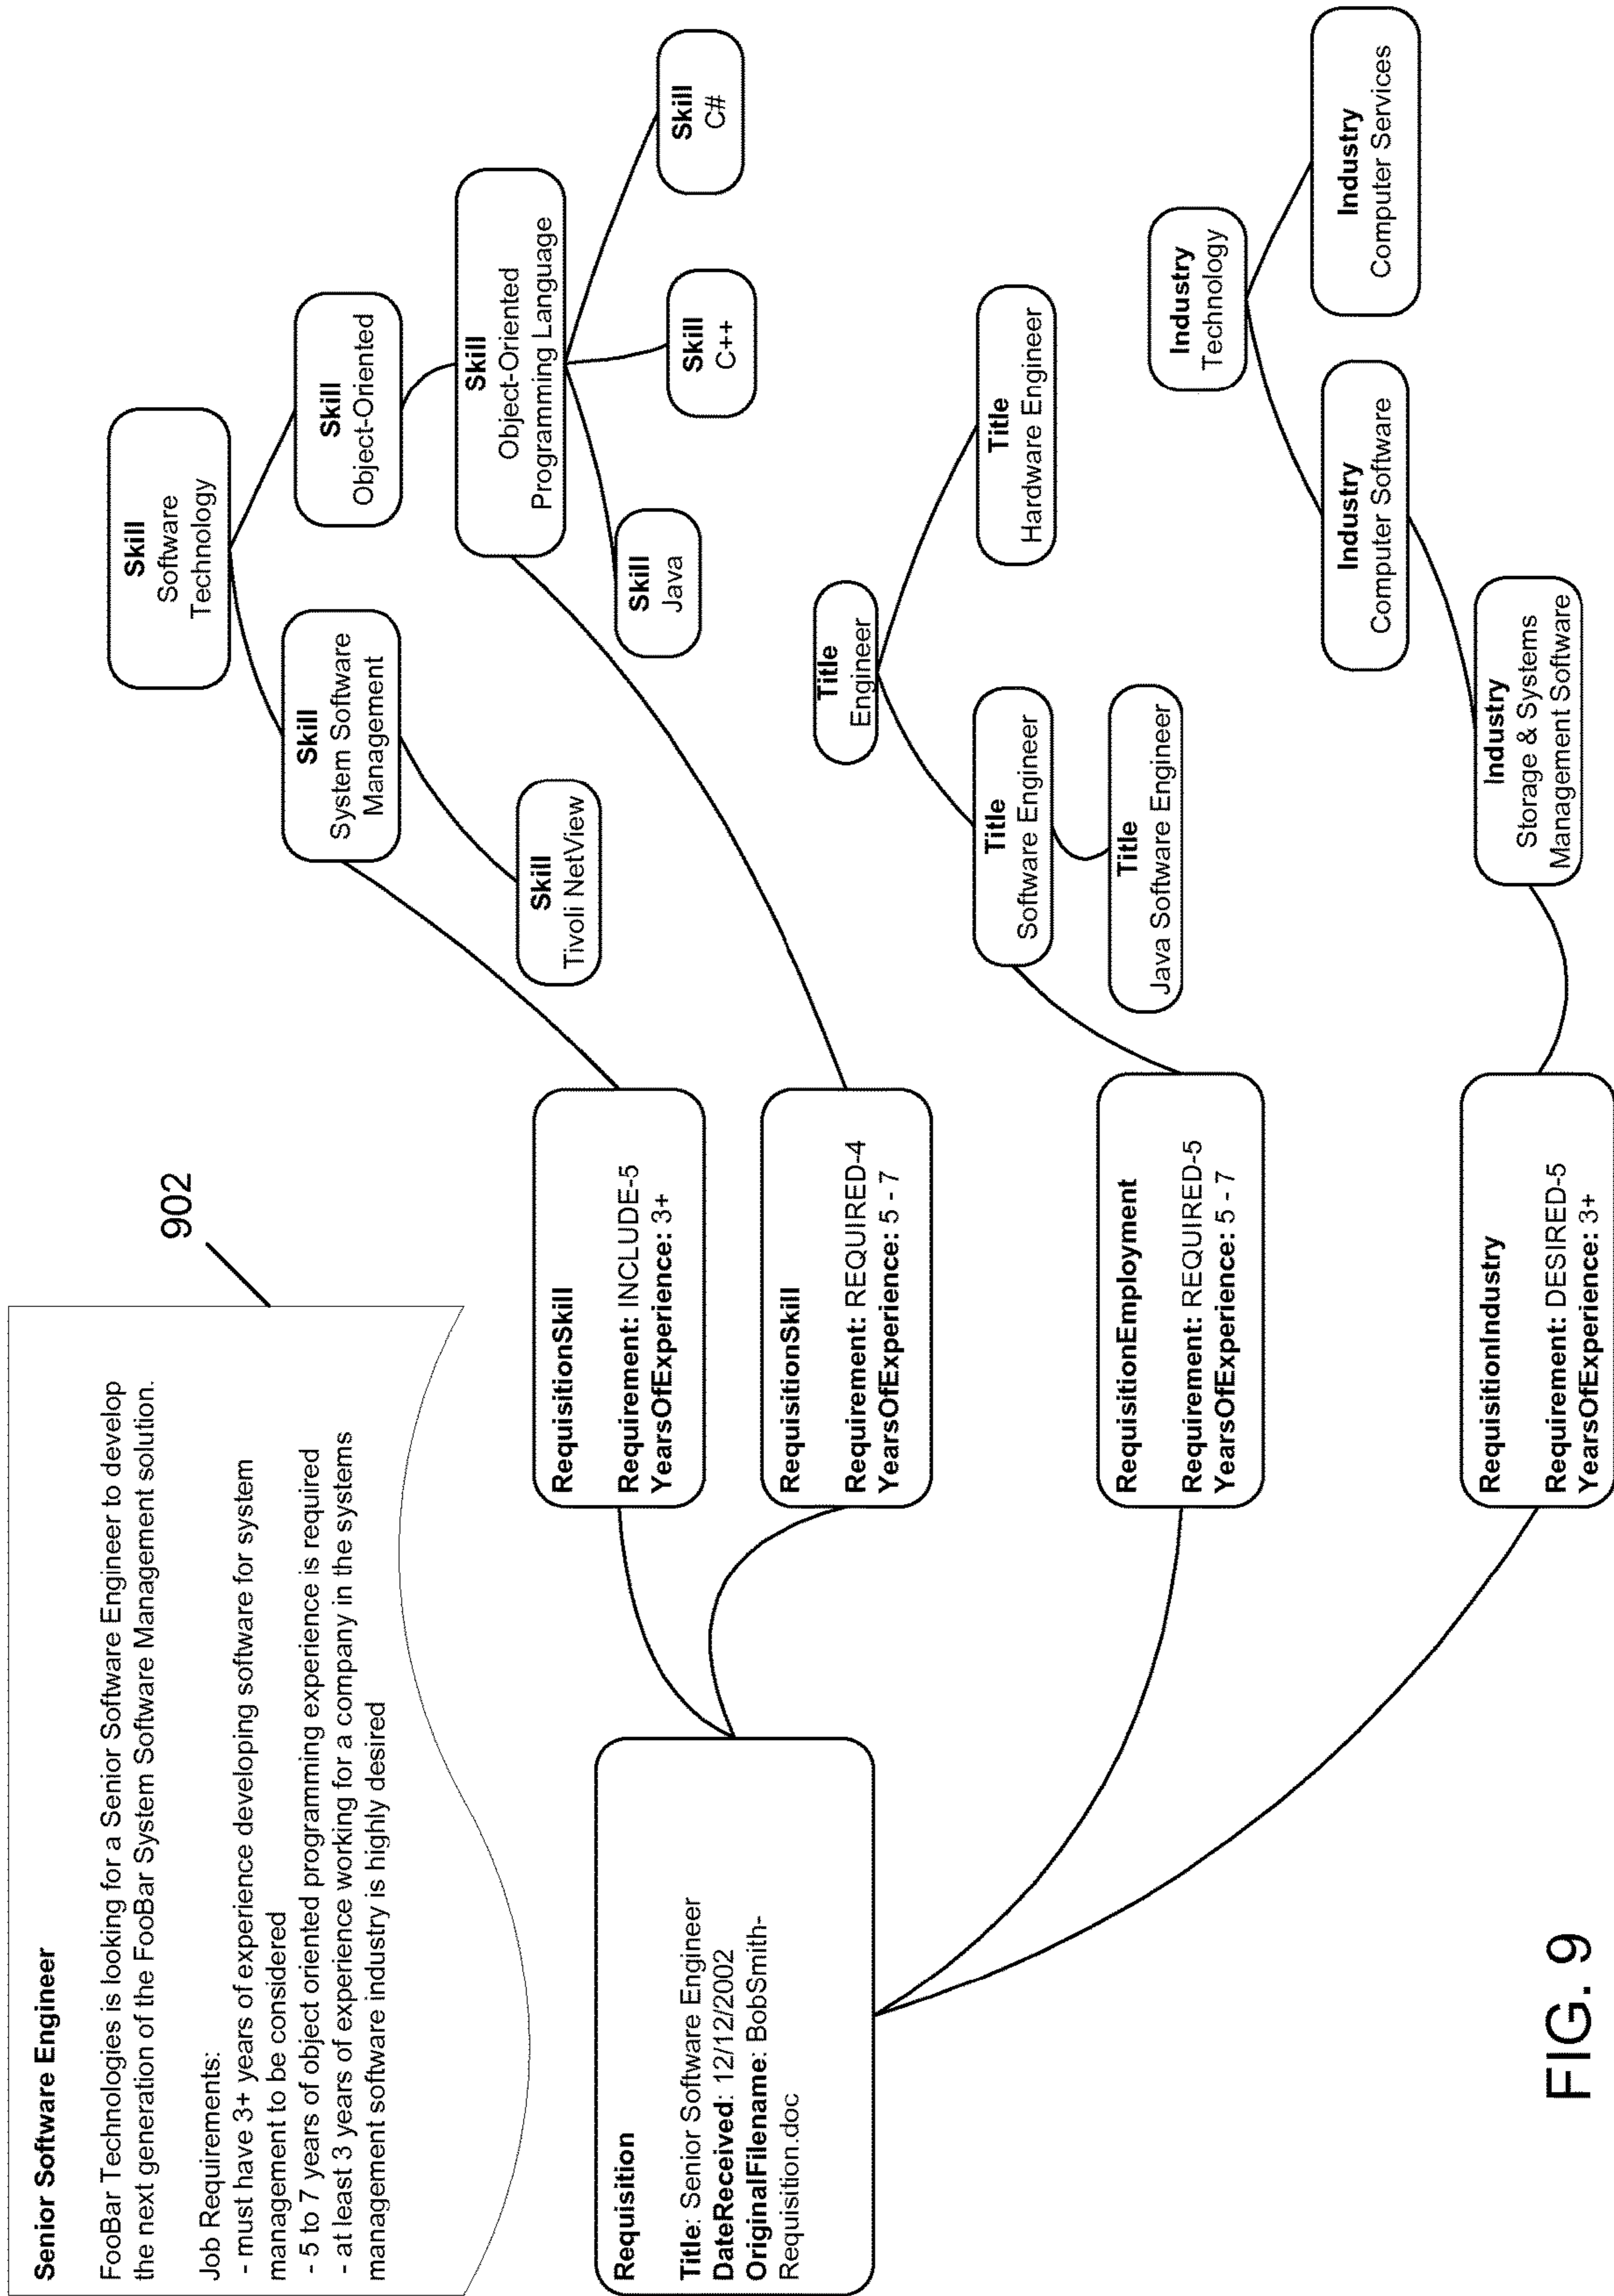 Senior Software Engineer
FooBar Technologies is looking for a Senior Software Engineer to develop
the next generation of the FooBar System Software Management solution.
Job Requirements:
- must have 3+ years of experience developing software for system
management to be considered
- 5 to 7 years of object oriented programming experience is required
- at least 3 years of experience working for a company in the systems
management software industry is highly desired
902
Requisition
Title: Senior Software Engineer
DateReceived: 12/12/2002
OriginalFilename: BobSmith-
Requisition.doc
RequisitionSkill
Requirement: INCLUDE-5
YearsOfExperience: 3+
RequisitionSkill
Requirement: REQUIRED-4
YearsOfExperience: 5 - 7
RequisitionEmployment
Requirement: REQUIRED-5
YearsOfExperience: 5 - 7
RequisitionIndustry
Requirement: DESIRED-5
YearsOfExperience: 3+
Skill
Software
Technology
Skill
System Software
Management
Skill
Object-Oriented
Skill
Tivoli NetView
Skill
Object-Oriented
Programming Language
Skill
Java
Skill
C++
Skill
C#
Title
Engineer
Title
Software Engineer
Title
Hardware Engineer
Title
Java Software Engineer
Industry
Technology
Industry
Computer Software
Industry
Computer Services
Industry
Storage & Systems
Management Software
FIG. 9